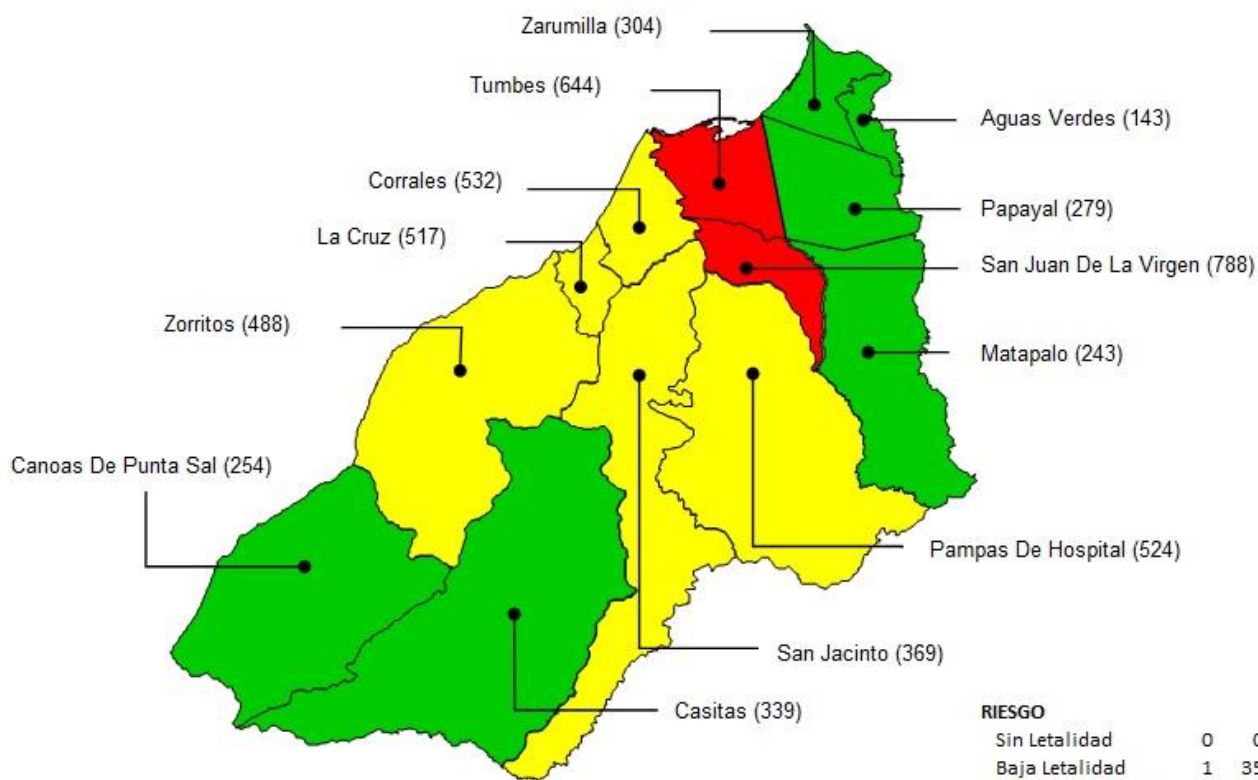 Zarumilla (304)
Tumbes (644)
Aguas Verdes (143)
Corrales (532)
Papayal (279)
La Cruz (517)
San Juan De La Virgen (788)
Zorritos (488)
Matapalo (243)
Canoas De Punta Sal (254)
Pampas De Hospital (524)
San Jacinto (369)
Casitas (339)
RIESGO
Sin Letalidad 0
Baja Letalidad 1